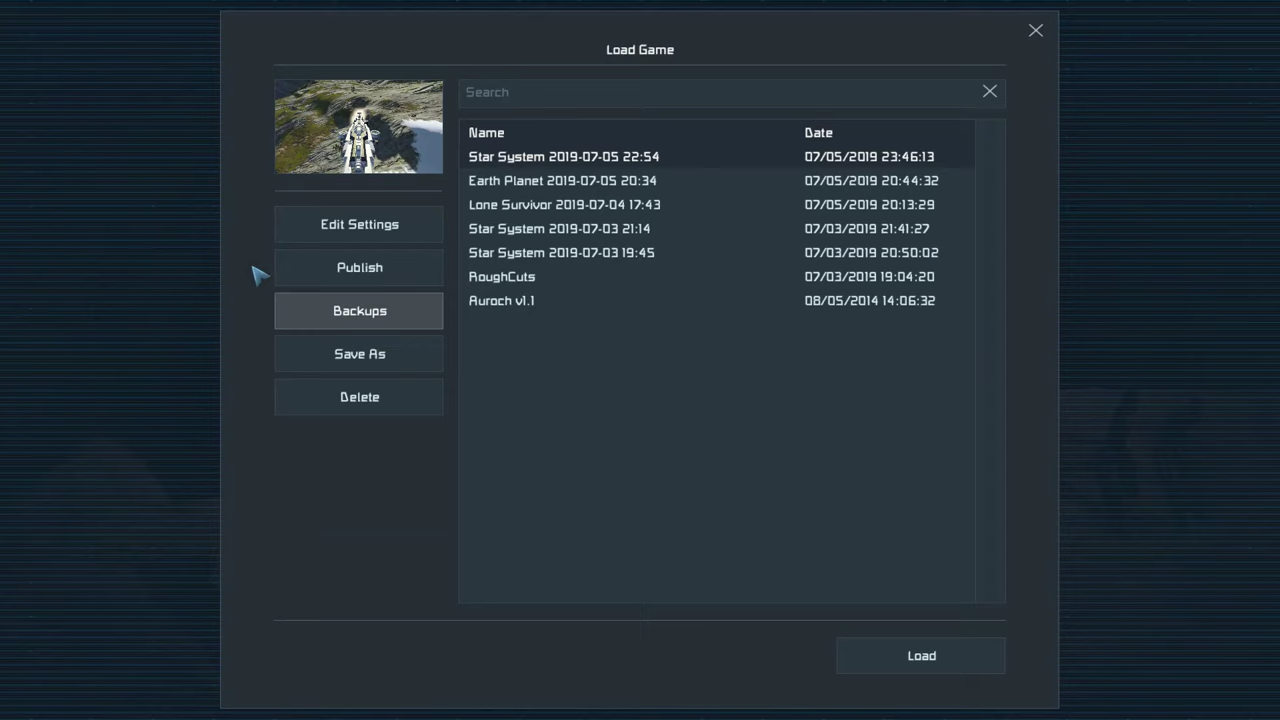 Load Game
Search
Name Date
Star System 2019-07-05 22:54 07/05/2019 23:46:13
Earth Planet 2019-07-05 20:34 07/05/2019 20:44:32
Lone Survivor 2019-07-04 17:43 07/05/2019 20:13:29
Star System 2019-07-03 21:14 07/03/2019 21:41:27
Star System 2019-07-03 19:45 07/03/2019 20:50:02
RoughCuts 07/03/2019 19:04:20
Auroch v1.1 08/05/2014 14:06:32
Edit Settings
Publish
Backups
Save As
Delete
Load